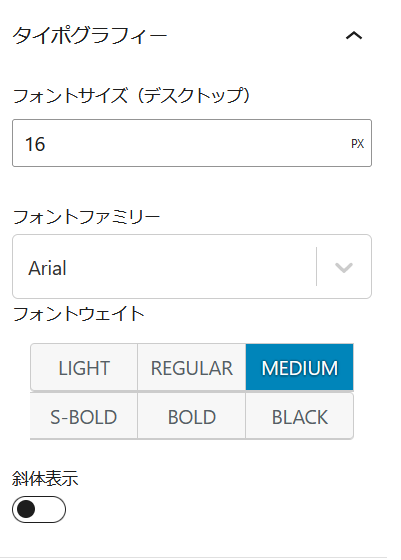 タイポグラフィー
フォントサイズ（デスクトップ）
16 PX
フォントファミリー
Arial
フォントウェイト
LIGHT REGULAR MEDIUM
S-BOLD BOLD BLACK
斜体表示